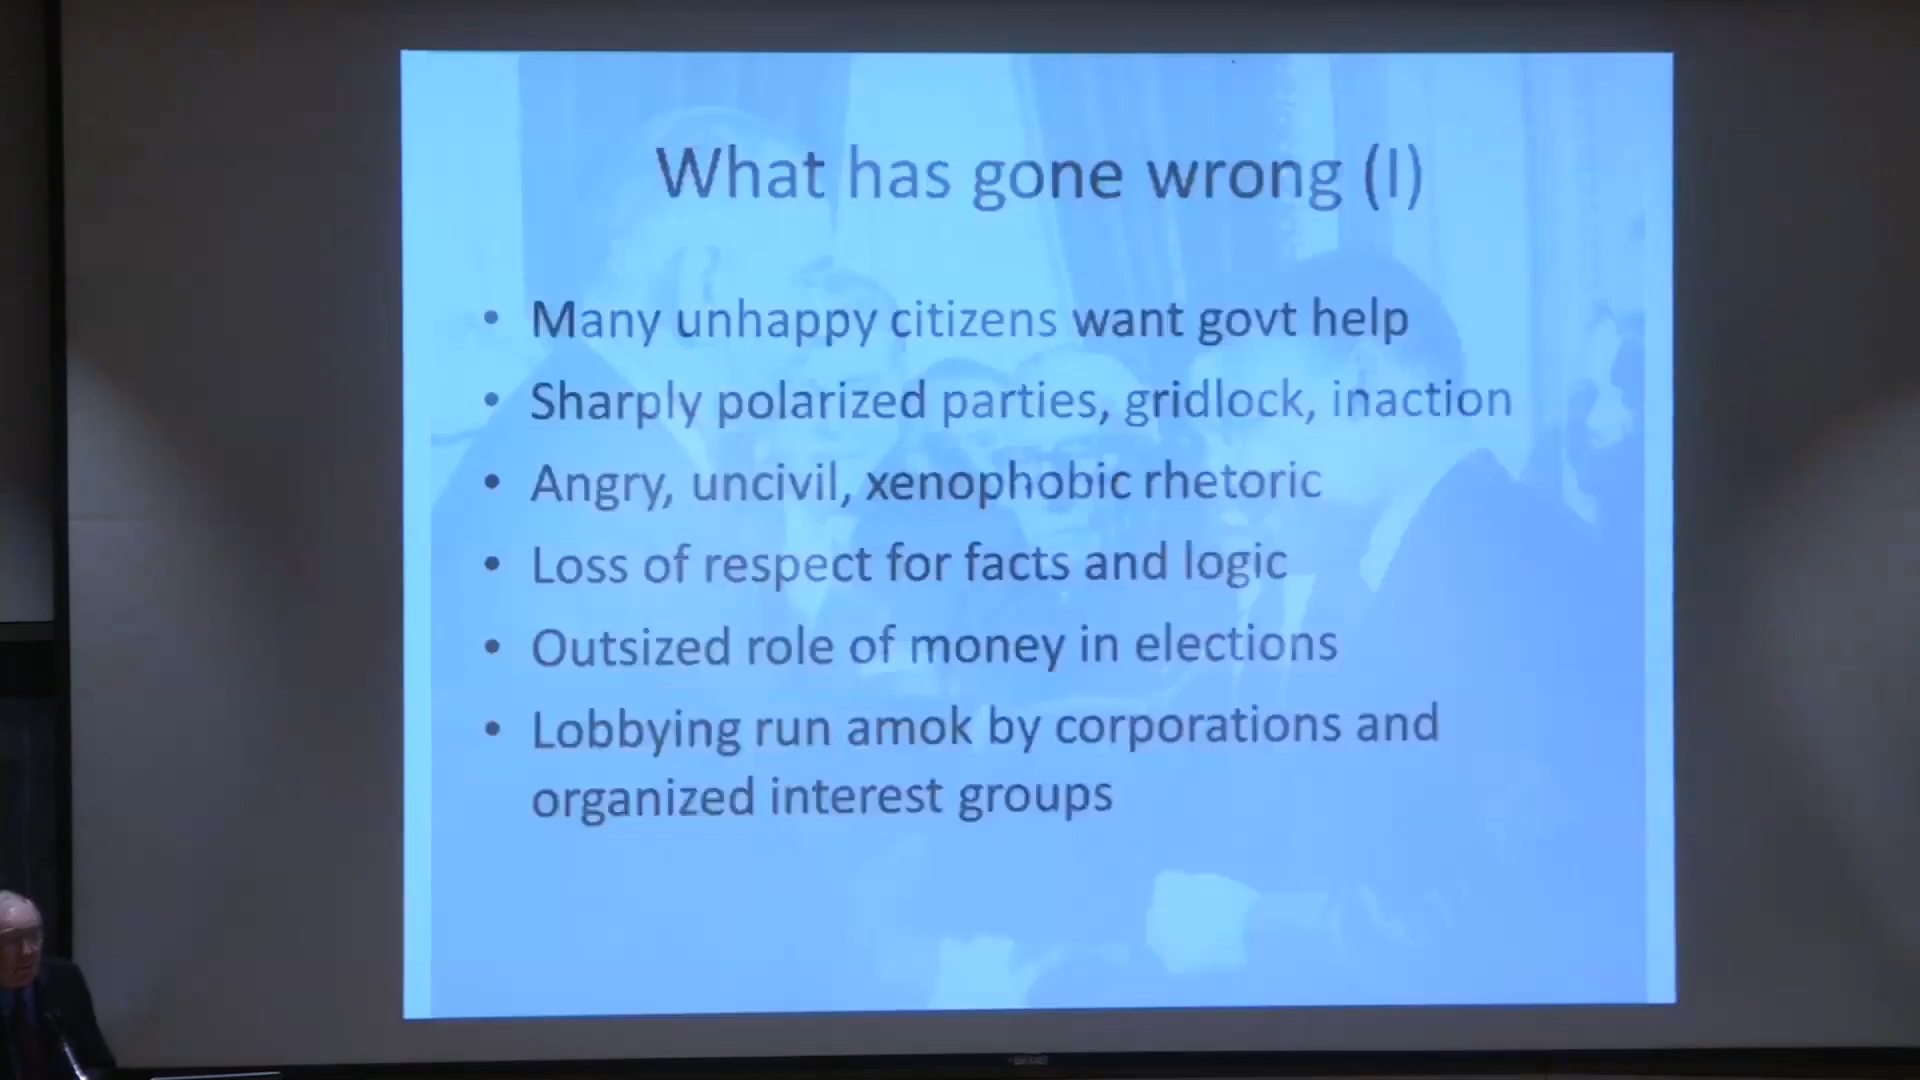 What has gone wrong (I)
• Many unhappy citizens want govt help
• Sharply polarized parties, gridlock, inaction
• Angry, uncivil, xenophobic rhetoric
• Loss of respect for facts and logic
• Outsized role of money in elections
• Lobbying run amok by corporations and
organized interest groups